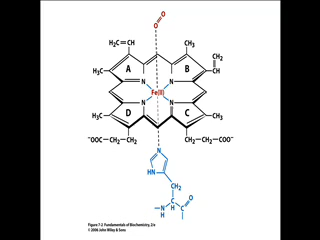 O
O
H₂C=CH
CH₃
CH₂
CH
A
B
H₃C
N
N
Fe(II)
N
N
D
C
H₃C
CH₃
⁻OOC—CH₂—CH₂
CH₂—CH₂—COO⁻
N
HN
CH₂
O
—N—C—C
H
H
Figure 7-2 Fundamentals of Biochemistry, 2/e
© 2006 John Wiley & Sons